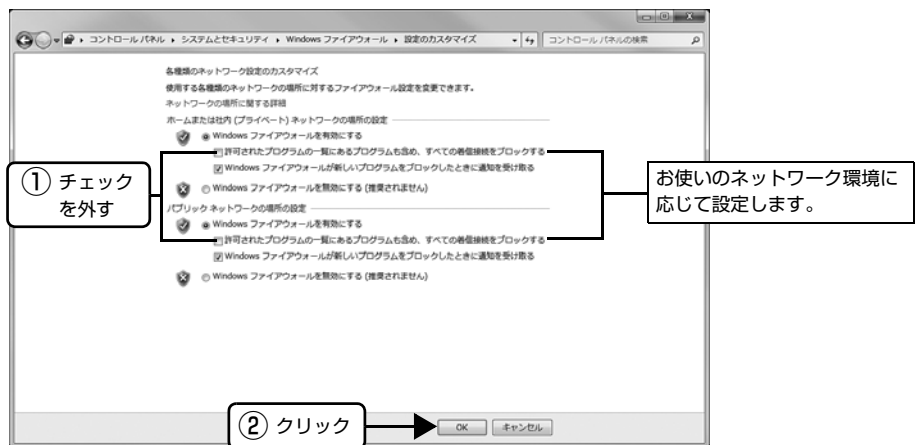 コントロール パネル ▸ システムとセキュリティ ▸ Windows ファイアウォール ▸ 設定のカスタマイズ
コントロール パネルの検索
各種類のネットワーク設定のカスタマイズ
使用する各種類のネットワークの場所に対するファイアウォール設定を変更できます。
ネットワークの場所に関する詳細
ホームまたは社内 (プライベート) ネットワークの場所の設定
Windows ファイアウォールを有効にする
許可されたプログラムの一覧にあるプログラムも含め、すべての着信接続をブロックする
Windows ファイアウォールが新しいプログラムをブロックしたときに通知を受け取る
Windows ファイアウォールを無効にする (推奨されません)
① チェック
を外す
お使いのネットワーク環境に
応じて設定します。
パブリック ネットワークの場所の設定
Windows ファイアウォールを有効にする
許可されたプログラムの一覧にあるプログラムも含め、すべての着信接続をブロックする
Windows ファイアウォールが新しいプログラムをブロックしたときに通知を受け取る
Windows ファイアウォールを無効にする (推奨されません)
② クリック
OK
キャンセル